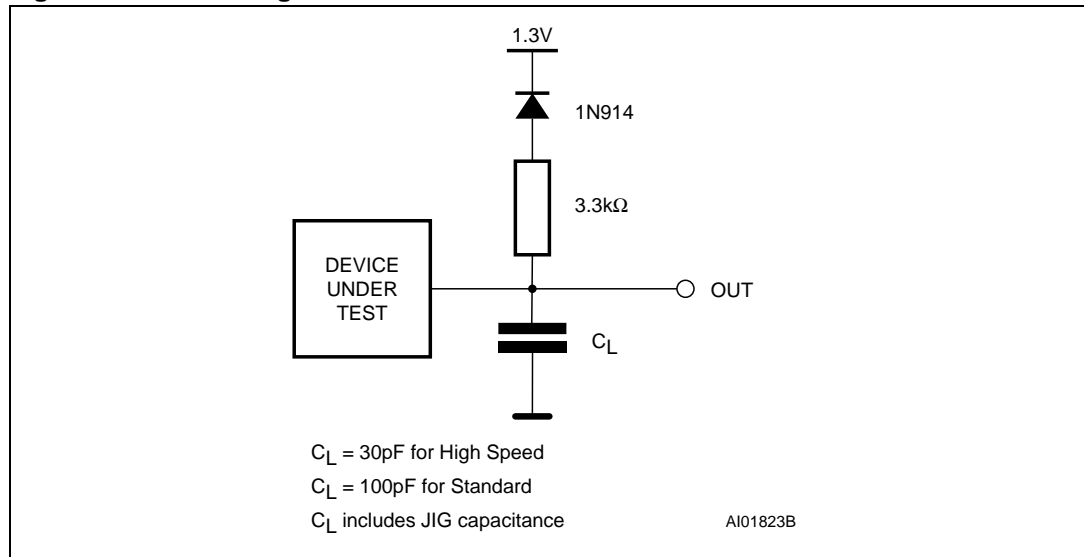 1.3V
1N914
3.3kΩ
DEVICE
UNDER
TEST
OUT
CL
CL = 30pF for High Speed
CL = 100pF for Standard
CL includes JIG capacitance
AI01823B